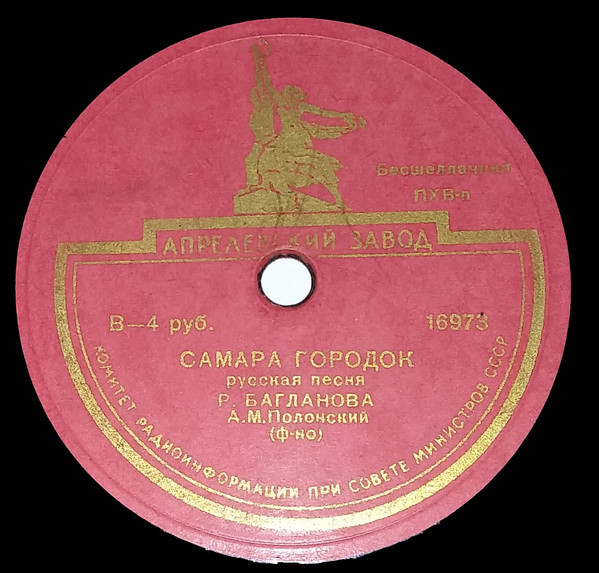 Бесшеллачная
ПХВ-п
АПРЕЛЕВСКИЙ ЗАВОД
В—4 руб.
16973
САМАРА ГОРОДОК
русская песня
Р. БАГЛАНОВА
А.М.Полонский
(ф-но)
КОМИТЕТ РАДИОИНФОРМАЦИИ ПРИ СОВЕТЕ МИНИСТРОВ СССР